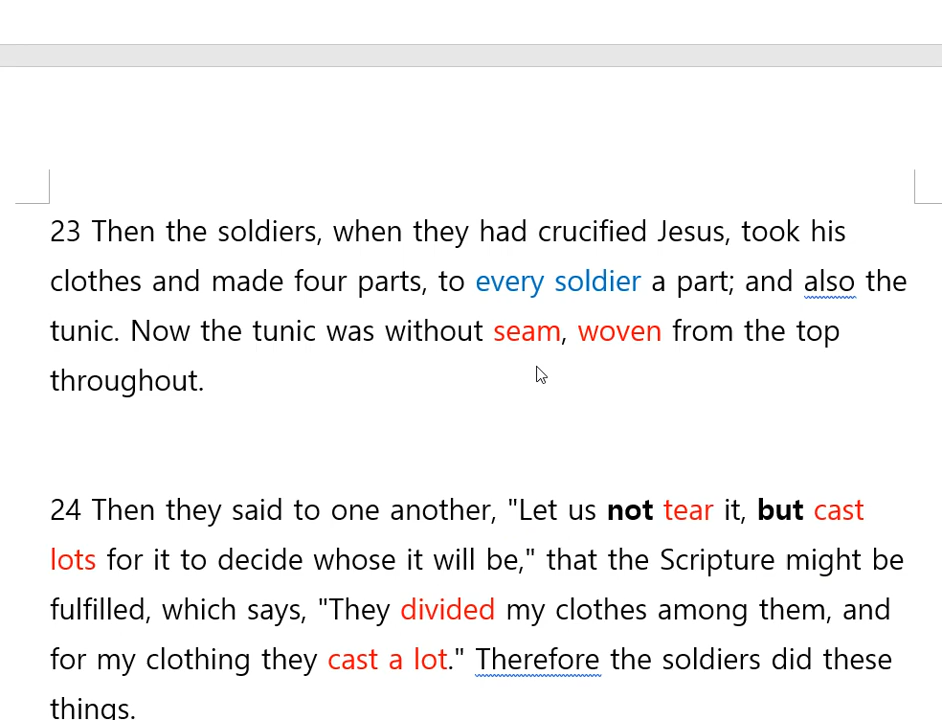 23 Then the soldiers, when they had crucified Jesus, took his
clothes and made four parts, to every soldier a part; and also the
tunic. Now the tunic was without seam, woven from the top
throughout.
24 Then they said to one another, "Let us not tear it, but cast
lots for it to decide whose it will be," that the Scripture might be
fulfilled, which says, "They divided my clothes among them, and
for my clothing they cast a lot." Therefore the soldiers did these
things.